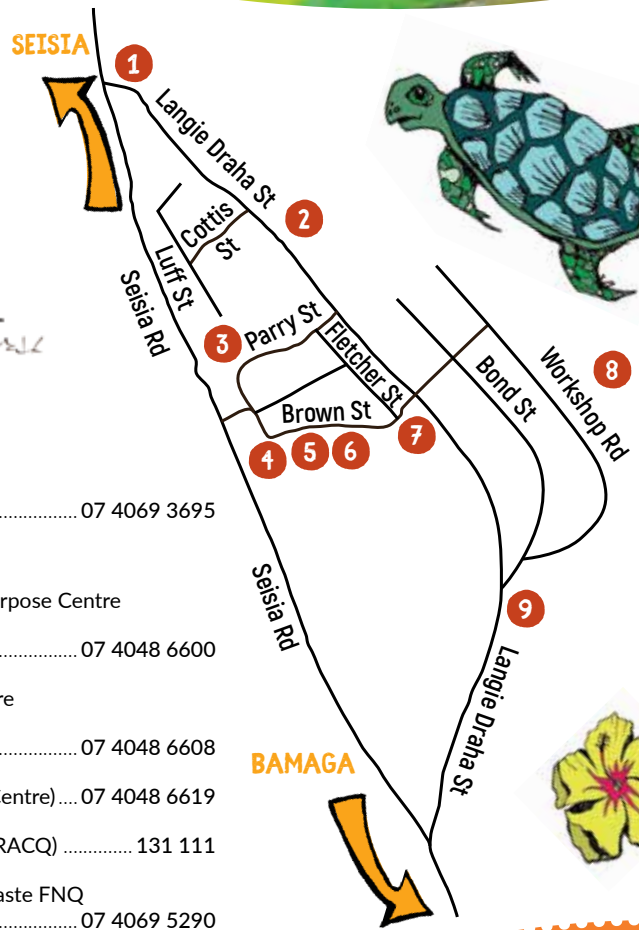 SEISIA
1
Langie Draha St
2
Cottis
St
Luff St
Seisia Rd
3
Parry St
Fletcher St
Bond St
Workshop Rd
8
Brown St
7
4
5
6
07 4069 3695
Seisia Rd
rpose Centre
9
07 4048 6600
Langie Draha St
re
07 4048 6608
BAMAGA
Centre).... 07 4048 6619
RACQ) ............. 131 111
aste FNQ
07 4069 5290